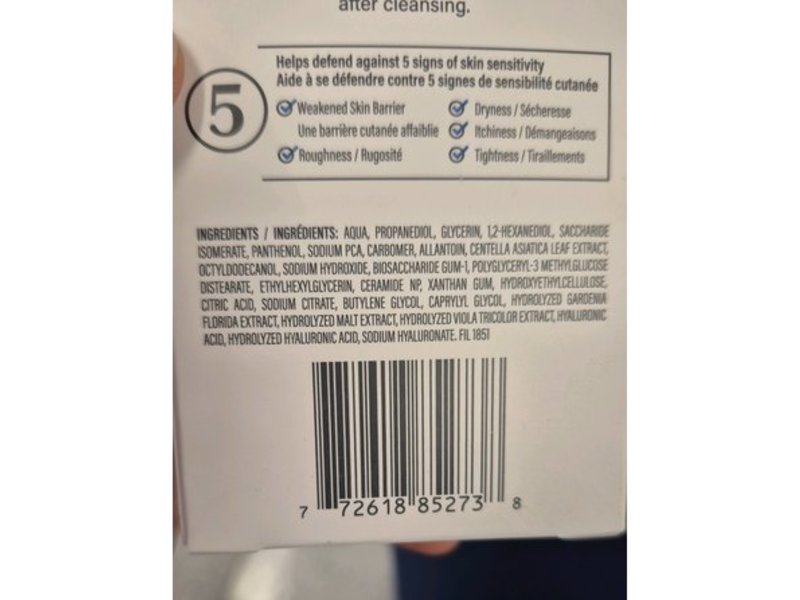 after cleansing.
5
Helps defend against 5 signs of skin sensitivity
Aide à se défendre contre 5 signes de sensibilité cutanée
Weakened Skin Barrier
Une barrière cutanée affaiblie
Roughness / Rugosité
Dryness / Sécheresse
Itchiness / Démangeaisons
Tightness / Tiraillements
INGREDIENTS / INGRÉDIENTS: AQUA, PROPANEDIOL, GLYCERIN, 1,2-HEXANEDIOL, SACCHARIDE
ISOMERATE, PANTHENOL, SODIUM PCA, CARBOMER, ALLANTOIN, CENTELLA ASIATICA LEAF EXTRACT,
OCTYLDODECANOL, SODIUM HYDROXIDE, BIOSACCHARIDE GUM-1, POLYGLYCERYL-3 METHYLGLUCOSE
DISTEARATE, ETHYLHEXYLGLYCERIN, CERAMIDE NP, XANTHAN GUM, HYDROXYETHYLCELLULOSE,
CITRIC ACID, SODIUM CITRATE, BUTYLENE GLYCOL, CAPRYLYL GLYCOL, HYDROLYZED GARDENIA
FLORIDA EXTRACT, HYDROLYZED MALT EXTRACT, HYDROLYZED VIOLA TRICOLOR EXTRACT, HYALURONIC
ACID, HYDROLYZED HYALURONIC ACID, SODIUM HYALURONATE. FIL 1851
7 72618 85273 8